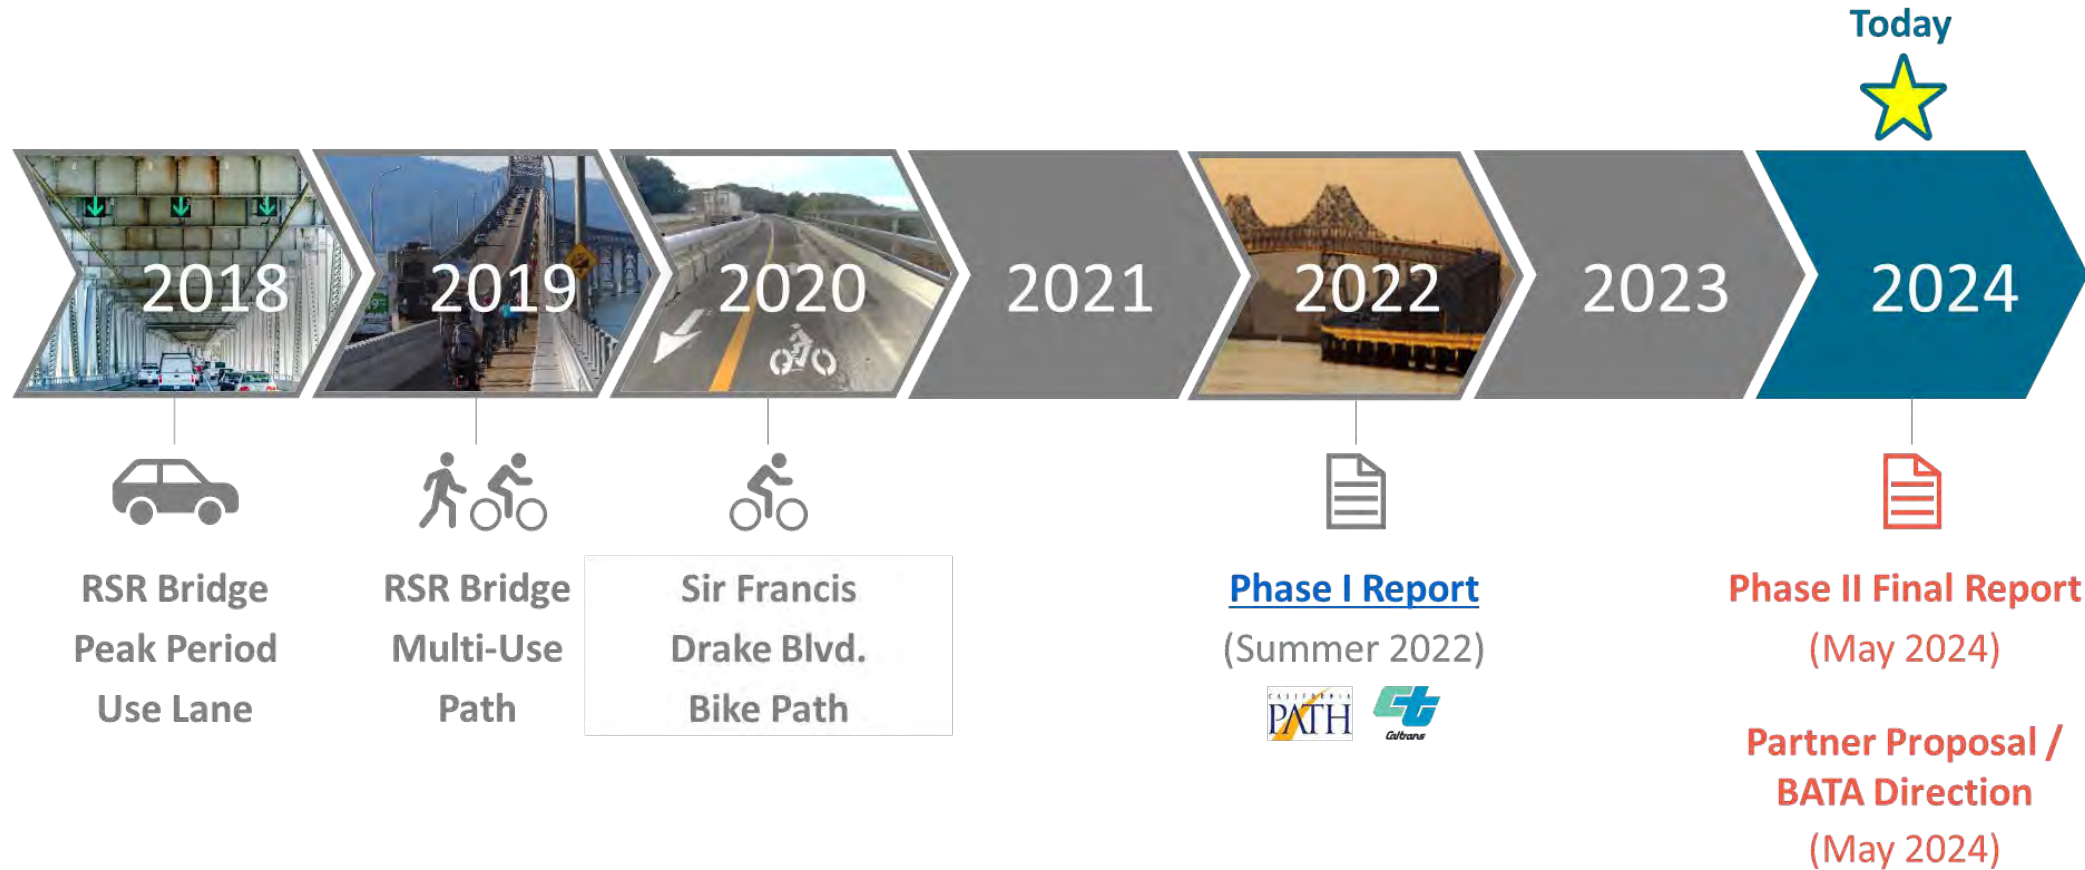 Today
2018
2019
2020
2021
2022
2023
2024
RSR Bridge
Peak Period
Use Lane
RSR Bridge
Multi-Use
Path
Sir Francis
Drake Blvd.
Bike Path
Phase I Report
(Summer 2022)
CALIFORNIA
PATH
Ct
Caltrans
Phase II Final Report
(May 2024)
Partner Proposal /
BATA Direction
(May 2024)